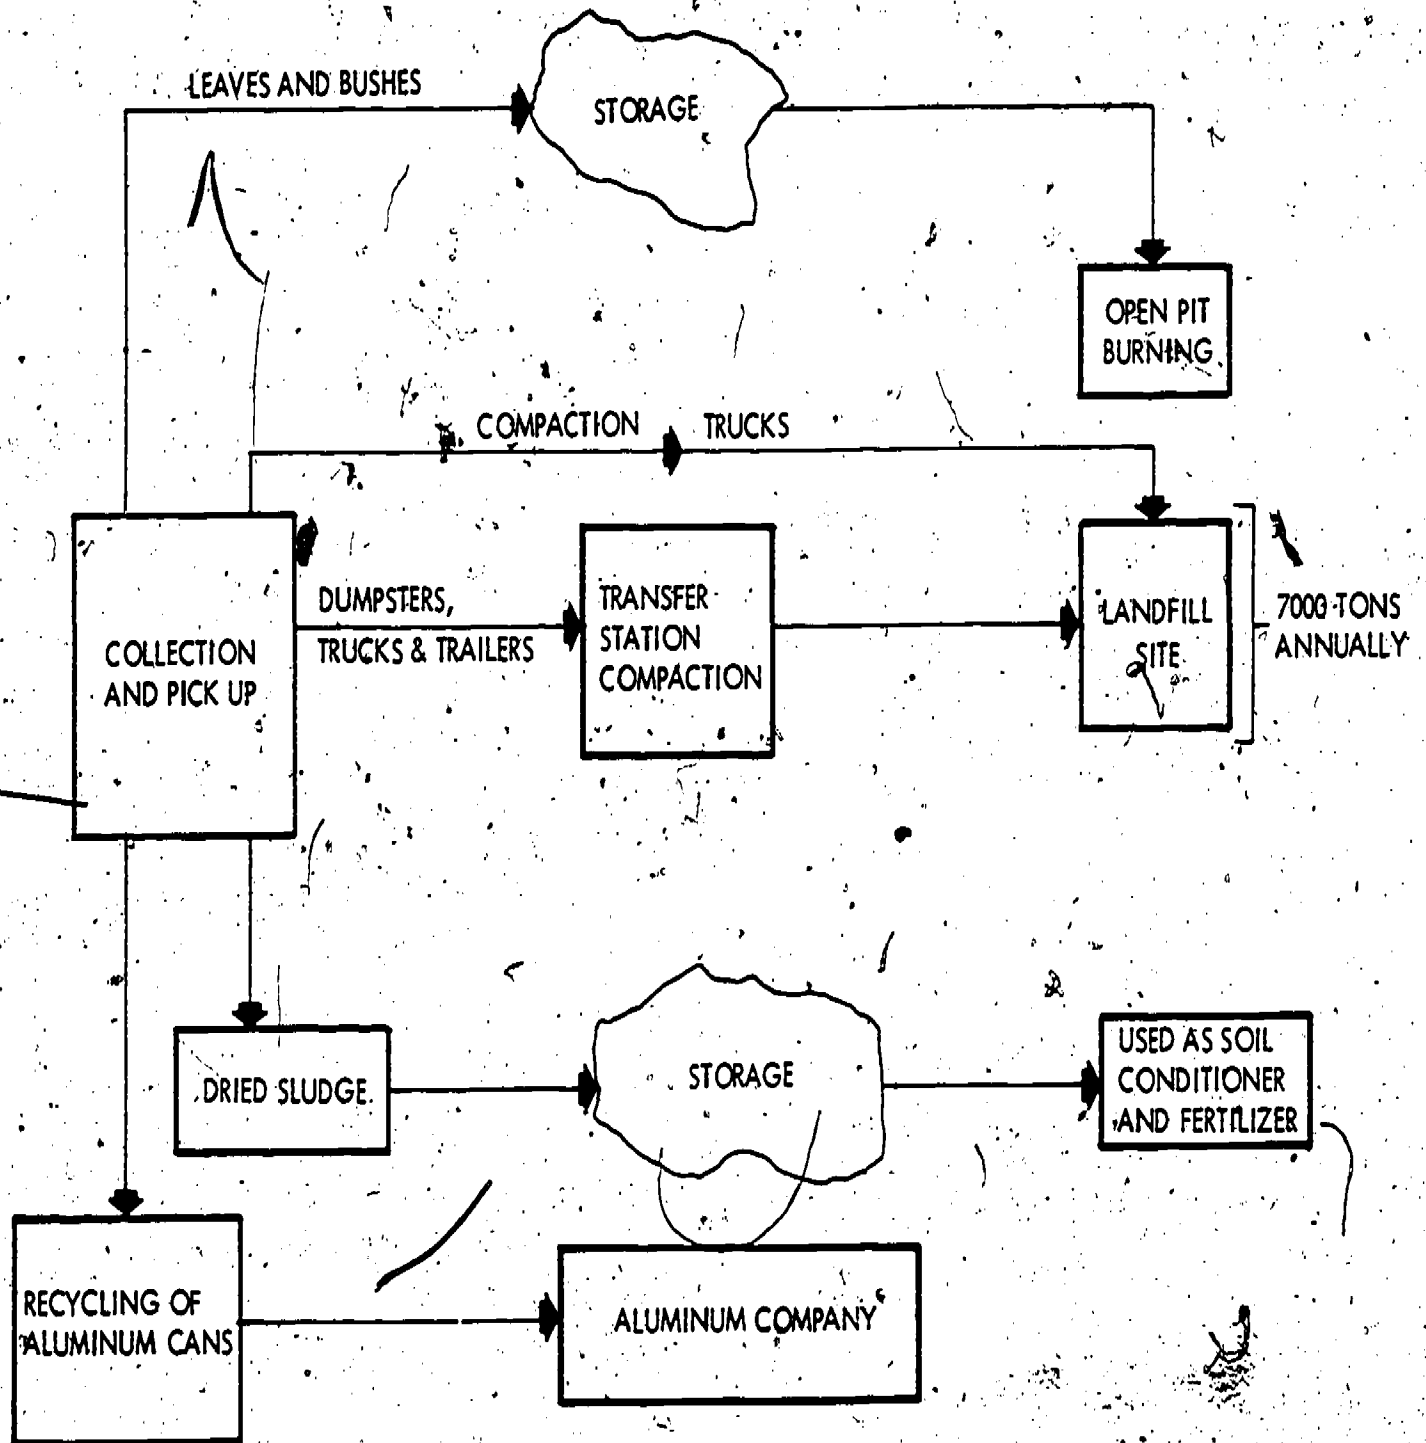 LEAVES AND BUSHES
STORAGE
OPEN PIT
BURNING
COMPACTION TRUCKS
COLLECTION
AND PICK UP
DUMPSTERS,
TRUCKS & TRAILERS
TRANSFER
STATION
COMPACTION
LANDFILL
SITE
7000 TONS
ANNUALLY
DRIED SLUDGE
STORAGE
USED AS SOIL
CONDITIONER
AND FERTILIZER
RECYCLING OF
ALUMINUM CANS
ALUMINUM COMPANY